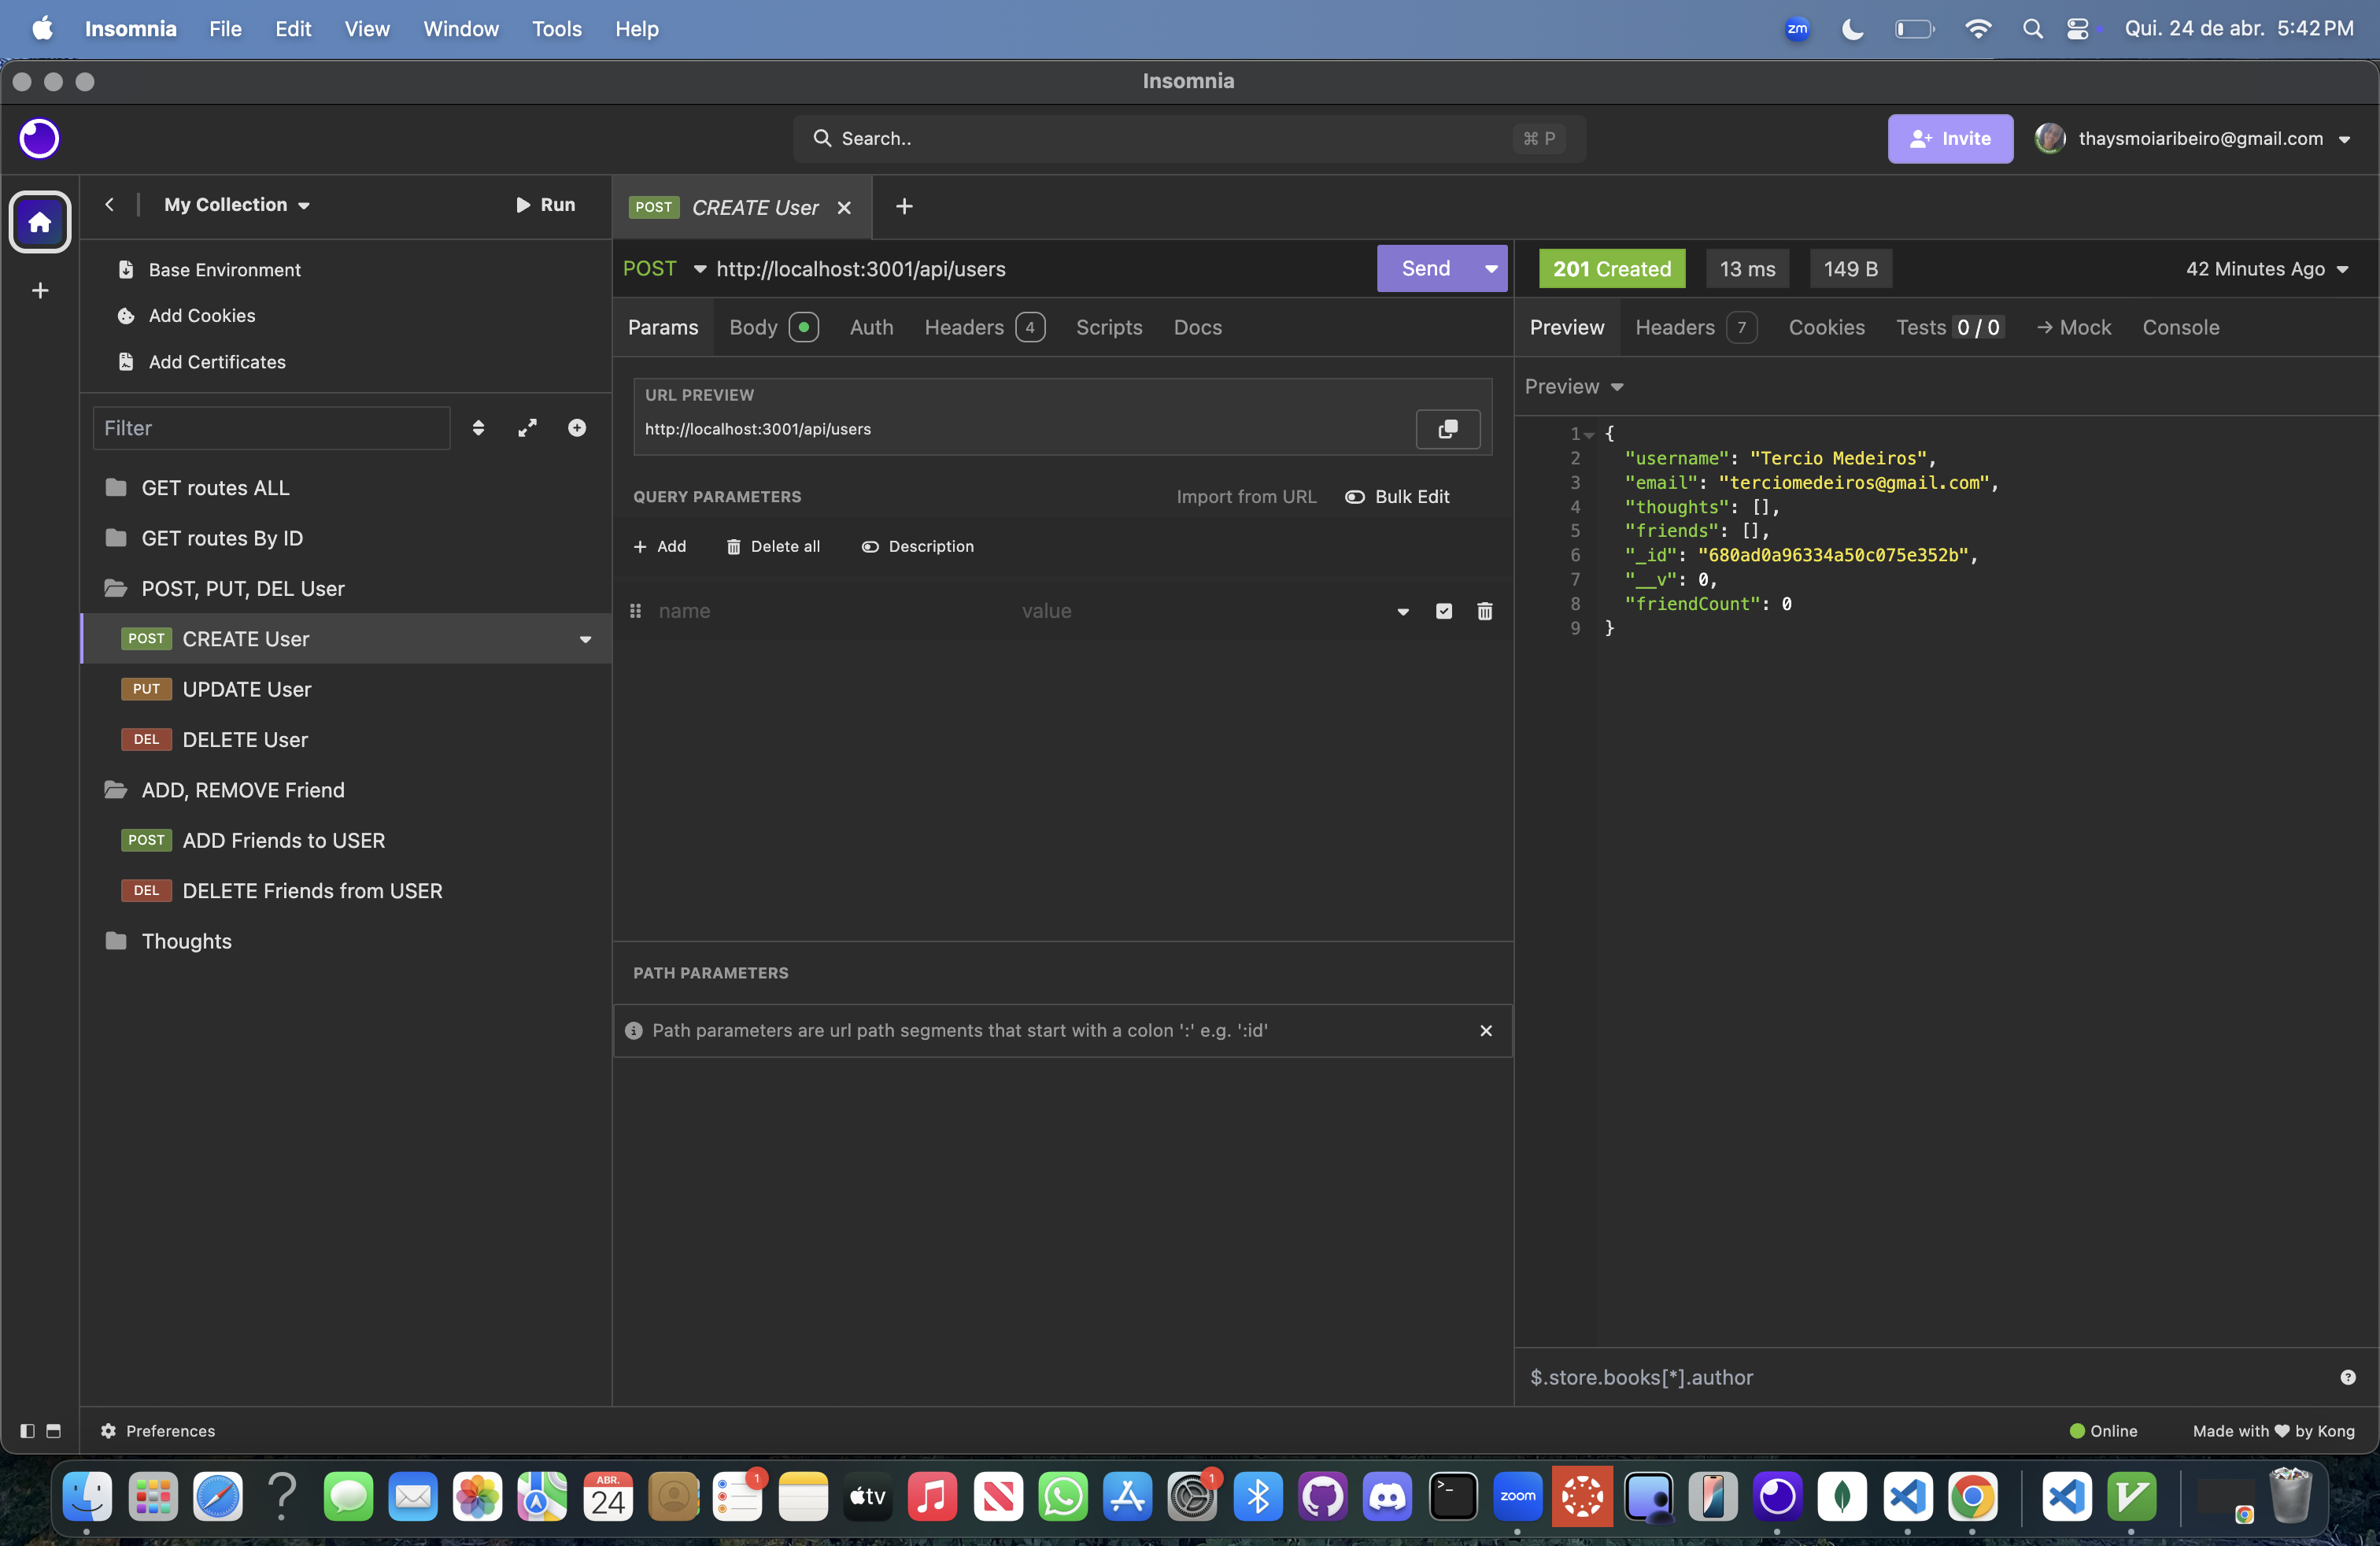 Insomnia File Edit View Window Tools Help
zm
Qui. 24 de abr. 5:42 PM
Insomnia
Search..
⌘ P
Invite
thaysmoiaribeiro@gmail.com
My Collection
Run
POST CREATE User
Base Environment
Add Cookies
Add Certificates
Filter
GET routes ALL
GET routes By ID
POST, PUT, DEL User
POST CREATE User
PUT UPDATE User
DEL DELETE User
ADD, REMOVE Friend
POST ADD Friends to USER
DEL DELETE Friends from USER
Thoughts
POST http://localhost:3001/api/users
Send
Params Body Auth Headers 4 Scripts Docs
URL PREVIEW
http://localhost:3001/api/users
QUERY PARAMETERS
Import from URL
Bulk Edit
Add
Delete all
Description
name
value
PATH PARAMETERS
Path parameters are url path segments that start with a colon ':' e.g. ':id'
201 Created
13 ms
149 B
42 Minutes Ago
Preview Headers 7 Cookies Tests 0 / 0 → Mock Console
Preview
1 {
2 "username": "Tercio Medeiros",
3 "email": "terciomedeiros@gmail.com",
4 "thoughts": [],
5 "friends": [],
6 "_id": "680ad0a96334a50c075e352b",
7 "__v": 0,
8 "friendCount": 0
9 }
$.store.books[*].author
Preferences
Online
Made with ♥ by Kong
ABR.
24
1
tv
1
zoom